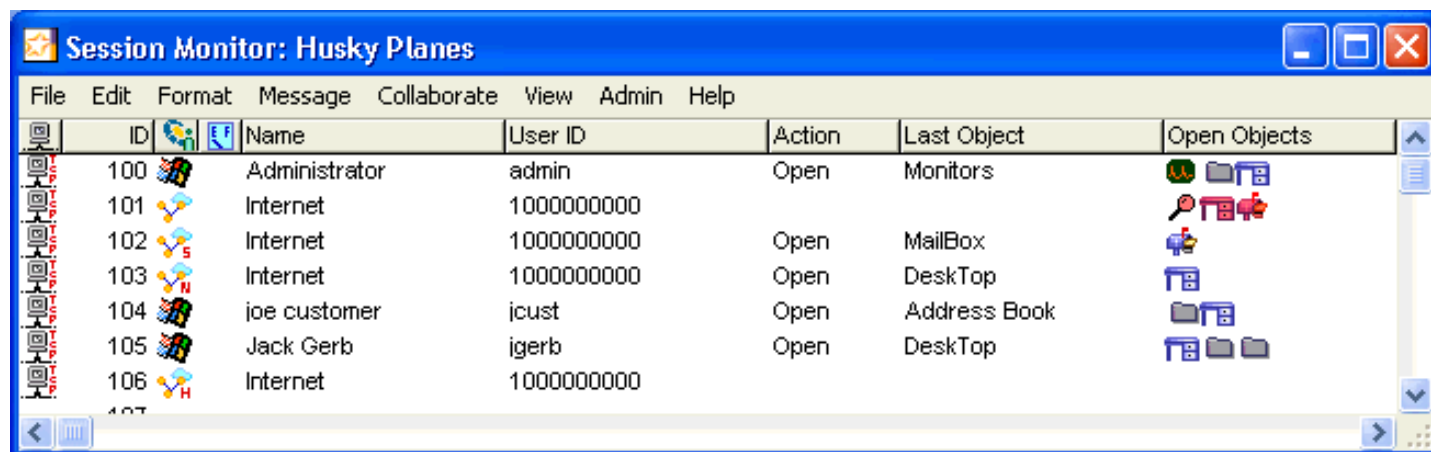 Session Monitor: Husky Planes
File Edit Format Message Collaborate View Admin Help
ID Name User ID Action Last Object Open Objects
100 Administrator admin Open Monitors
101 Internet 1000000000
102 Internet 1000000000 Open MailBox
103 Internet 1000000000 Open DeskTop
104 joe customer jcust Open Address Book
105 Jack Gerb jgerb Open DeskTop
106 Internet 1000000000
107